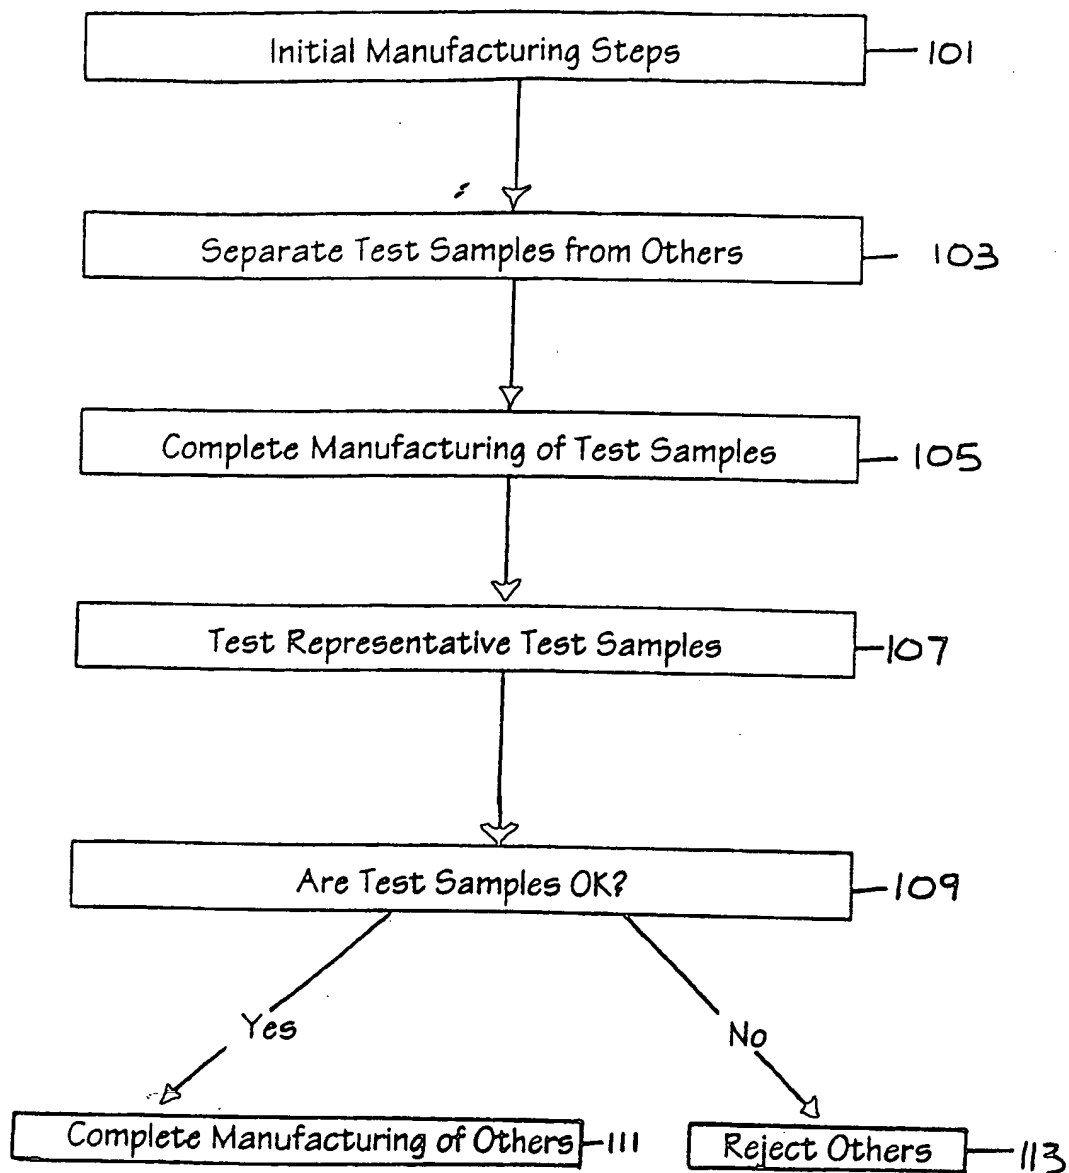 Initial Manufacturing Steps 101
Separate Test Samples from Others 103
Complete Manufacturing of Test Samples 105
Test Representative Test Samples 107
Are Test Samples OK? 109
Yes
No
Complete Manufacturing of Others 111
Reject Others 113